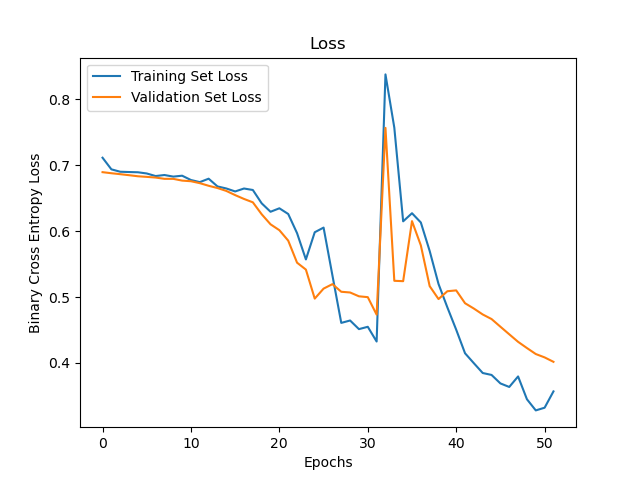 Loss
Training Set Loss
Validation Set Loss
Binary Cross Entropy Loss
0.8
0.7
0.6
0.5
0.4
0 10 20 30 40 50
Epochs